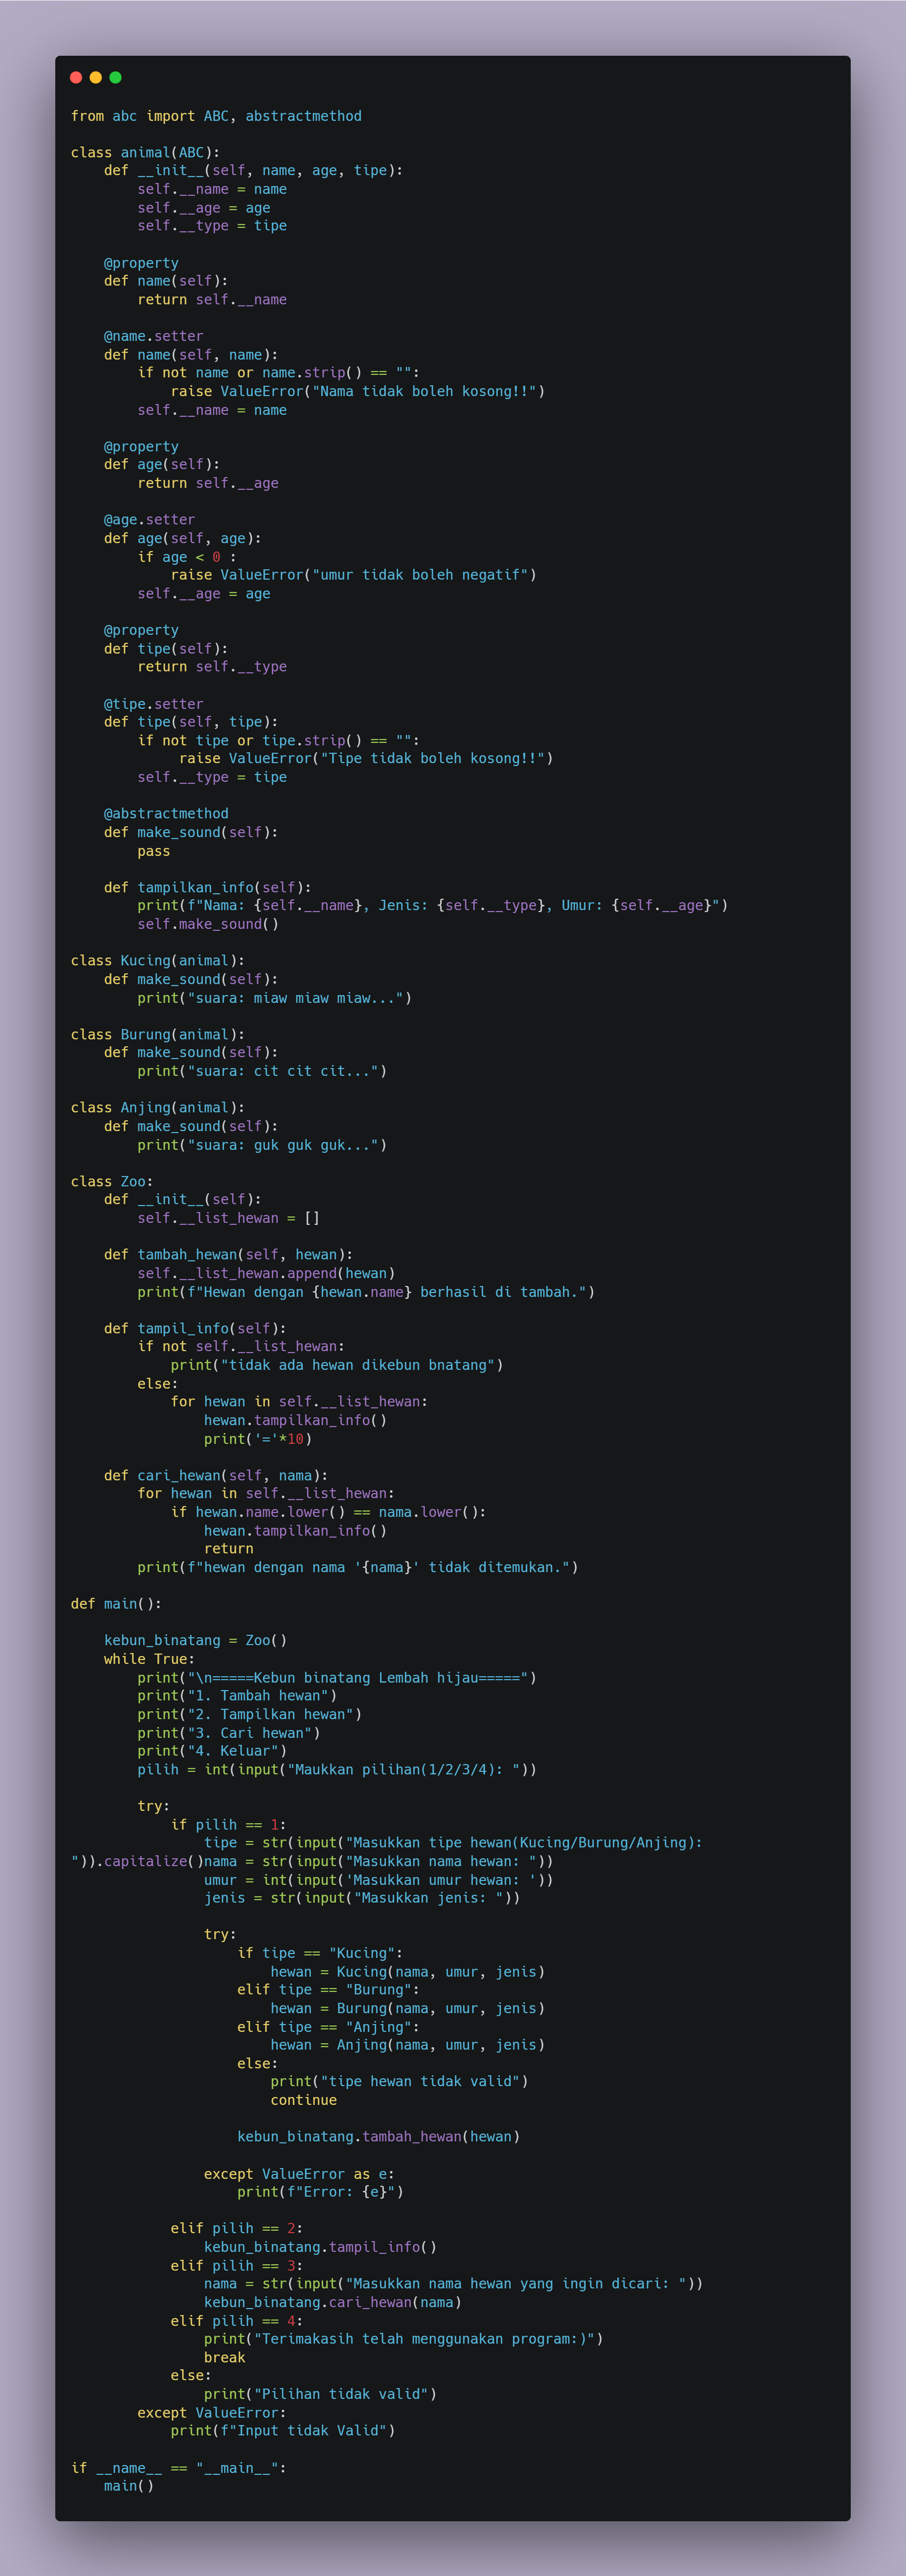 from abc import ABC, abstractmethod

class animal(ABC):
    def __init__(self, name, age, tipe):
        self.__name = name
        self.__age = age
        self.__type = tipe

    @property
    def name(self):
        return self.__name

    @name.setter
    def name(self, name):
        if not name or name.strip() == "":
            raise ValueError("Nama tidak boleh kosong!!")
        self.__name = name

    @property
    def age(self):
        return self.__age

    @age.setter
    def age(self, age):
        if age < 0 :
            raise ValueError("umur tidak boleh negatif")
        self.__age = age

    @property
    def tipe(self):
        return self.__type

    @tipe.setter
    def tipe(self, tipe):
        if not tipe or tipe.strip() == "":
             raise ValueError("Tipe tidak boleh kosong!!")
        self.__type = tipe

    @abstractmethod
    def make_sound(self):
        pass

    def tampilkan_info(self):
        print(f"Nama: {self.__name}, Jenis: {self.__type}, Umur: {self.__age}")
        self.make_sound()

class Kucing(animal):
    def make_sound(self):
        print("suara: miaw miaw miaw...")

class Burung(animal):
    def make_sound(self):
        print("suara: cit cit cit...")

class Anjing(animal):
    def make_sound(self):
        print("suara: guk guk guk...")

class Zoo:
    def __init__(self):
        self.__list_hewan = []

    def tambah_hewan(self, hewan):
        self.__list_hewan.append(hewan)
        print(f"Hewan dengan {hewan.name} berhasil di tambah.")

    def tampil_info(self):
        if not self.__list_hewan:
            print("tidak ada hewan dikebun bnatang")
        else:
            for hewan in self.__list_hewan:
                hewan.tampilkan_info()
                print('='*10)

    def cari_hewan(self, nama):
        for hewan in self.__list_hewan:
            if hewan.name.lower() == nama.lower():
                hewan.tampilkan_info()
                return
        print(f"hewan dengan nama '{nama}' tidak ditemukan.")

def main():

    kebun_binatang = Zoo()
    while True:
        print("\n=====Kebun binatang Lembah hijau=====")
        print("1. Tambah hewan")
        print("2. Tampilkan hewan")
        print("3. Cari hewan")
        print("4. Keluar")
        pilih = int(input("Maukkan pilihan(1/2/3/4): "))

        try:
            if pilih == 1:
                tipe = str(input("Masukkan tipe hewan(Kucing/Burung/Anjing):
")).capitalize()nama = str(input("Masukkan nama hewan: "))
                umur = int(input('Masukkan umur hewan: '))
                jenis = str(input("Masukkan jenis: "))

                try:
                    if tipe == "Kucing":
                        hewan = Kucing(nama, umur, jenis)
                    elif tipe == "Burung":
                        hewan = Burung(nama, umur, jenis)
                    elif tipe == "Anjing":
                        hewan = Anjing(nama, umur, jenis)
                    else:
                        print("tipe hewan tidak valid")
                        continue

                    kebun_binatang.tambah_hewan(hewan)

                except ValueError as e:
                    print(f"Error: {e}")

            elif pilih == 2:
                kebun_binatang.tampil_info()
            elif pilih == 3:
                nama = str(input("Masukkan nama hewan yang ingin dicari: "))
                kebun_binatang.cari_hewan(nama)
            elif pilih == 4:
                print("Terimakasih telah menggunakan program:)")
                break
            else:
                print("Pilihan tidak valid")
        except ValueError:
            print(f"Input tidak Valid")

if __name__ == "__main__":
    main()